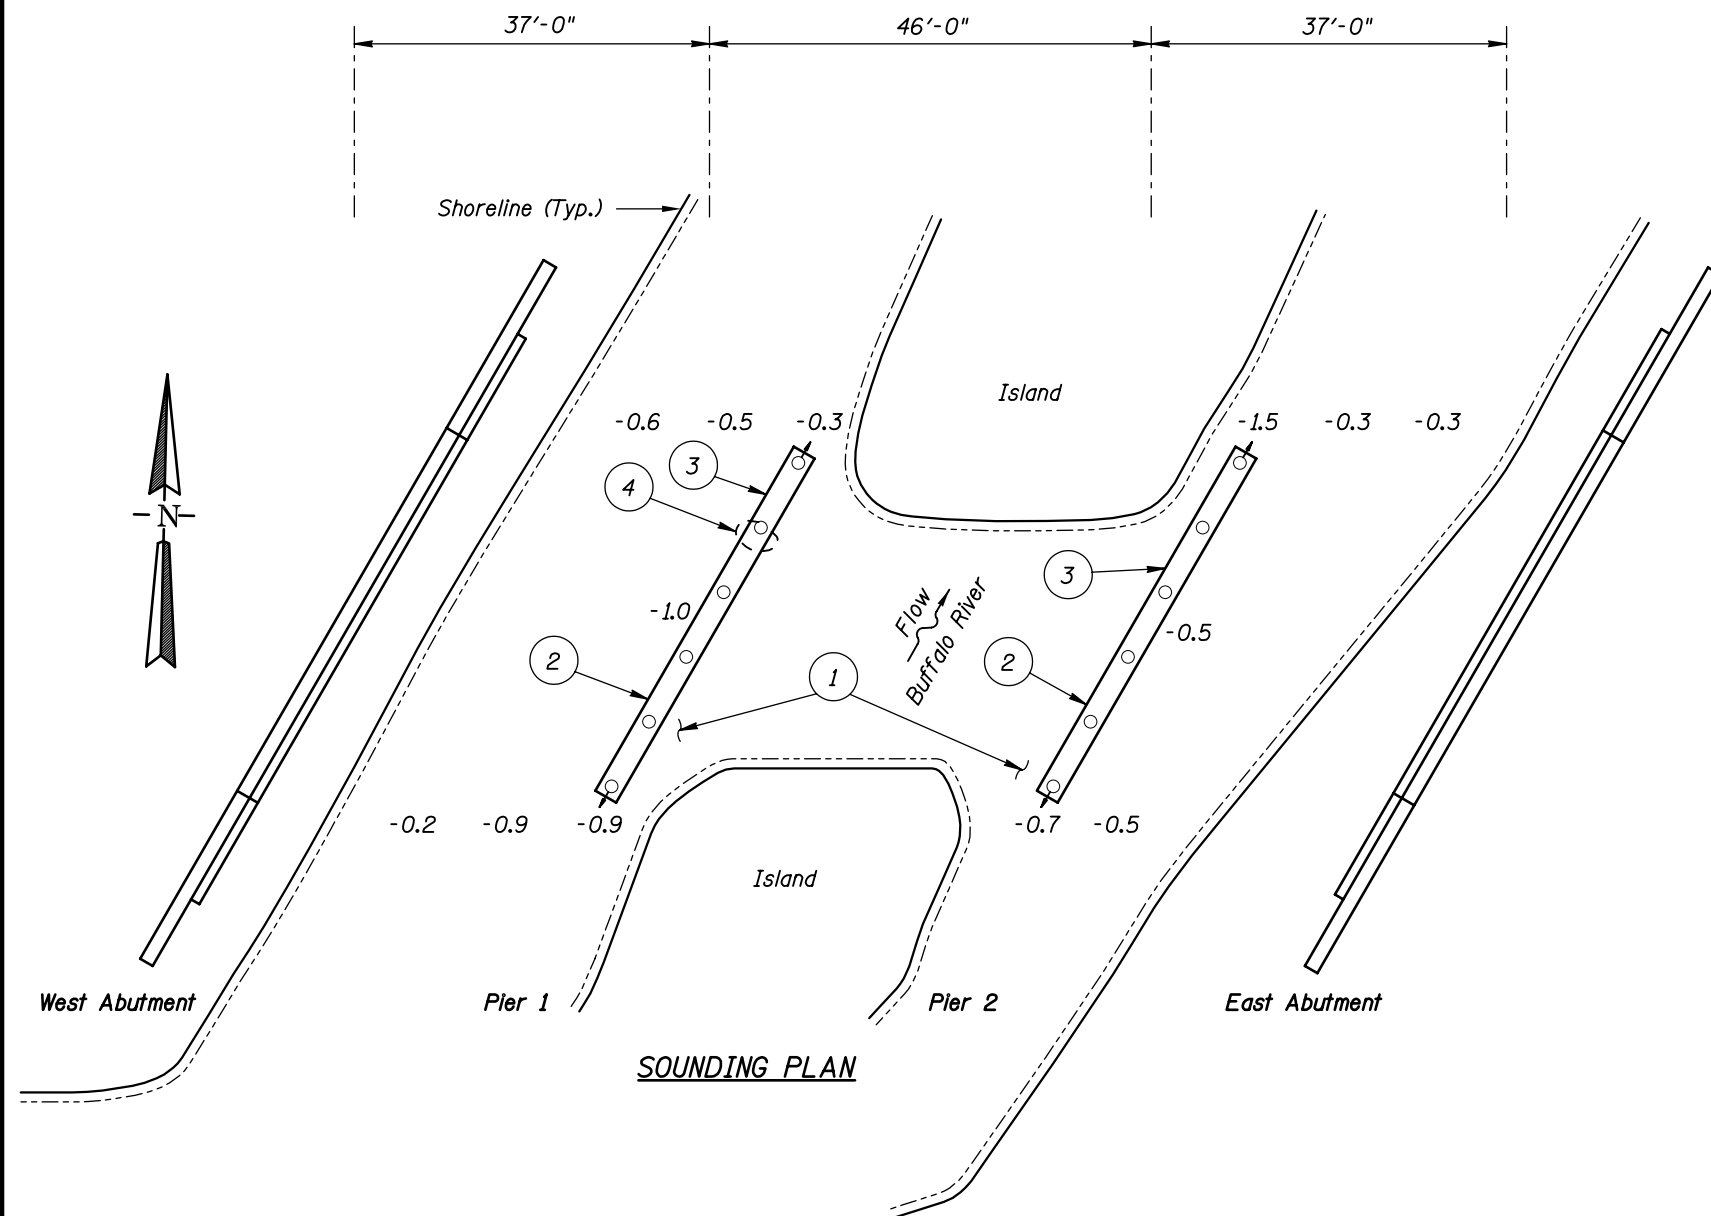 37'-0" 46'-0" 37'-0"
Shoreline (Typ.)
Island
-0.6 -0.5 -0.3 -1.5 -0.3 -0.3
3
4
N
3
Flow
Buffalo River
-1.0
-0.5
2
2
1
-0.2 -0.9 -0.9 -0.7 -0.5
Island
West Abutment Pier 1 Pier 2 East Abutment
SOUNDING PLAN